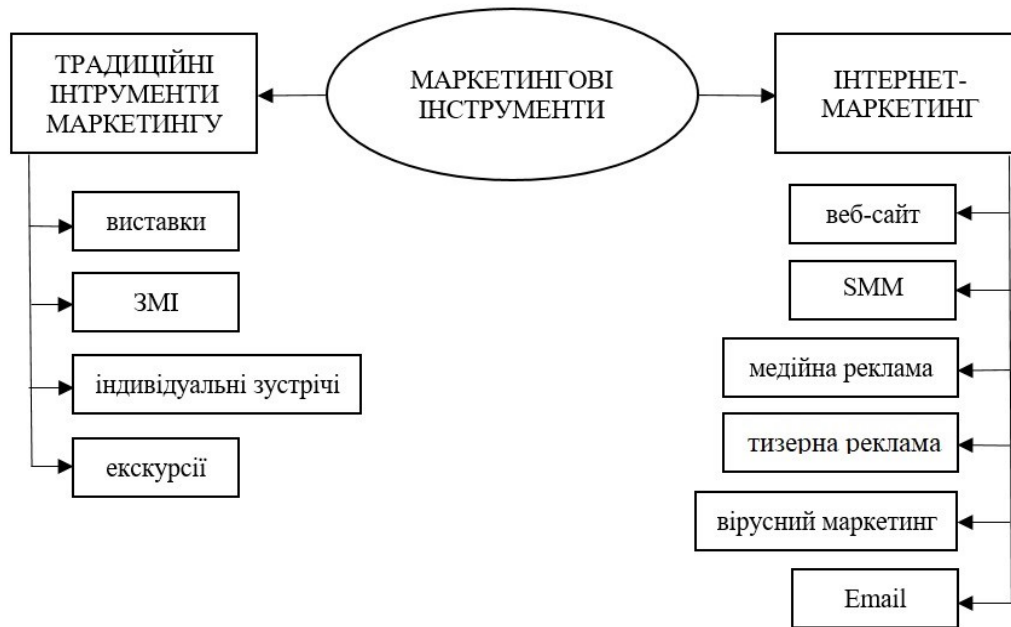 ТРАДИЦІЙНІ
ІНТРУМЕНТИ
МАРКЕТИНГУ
МАРКЕТИНГОВІ
ІНСТРУМЕНТИ
ІНТЕРНЕТ-
МАРКЕТИНГ
виставки
ЗМІ
індивідуальні зустрічі
екскурсії
веб-сайт
SMM
медійна реклама
тизерна реклама
вірусний маркетинг
Email